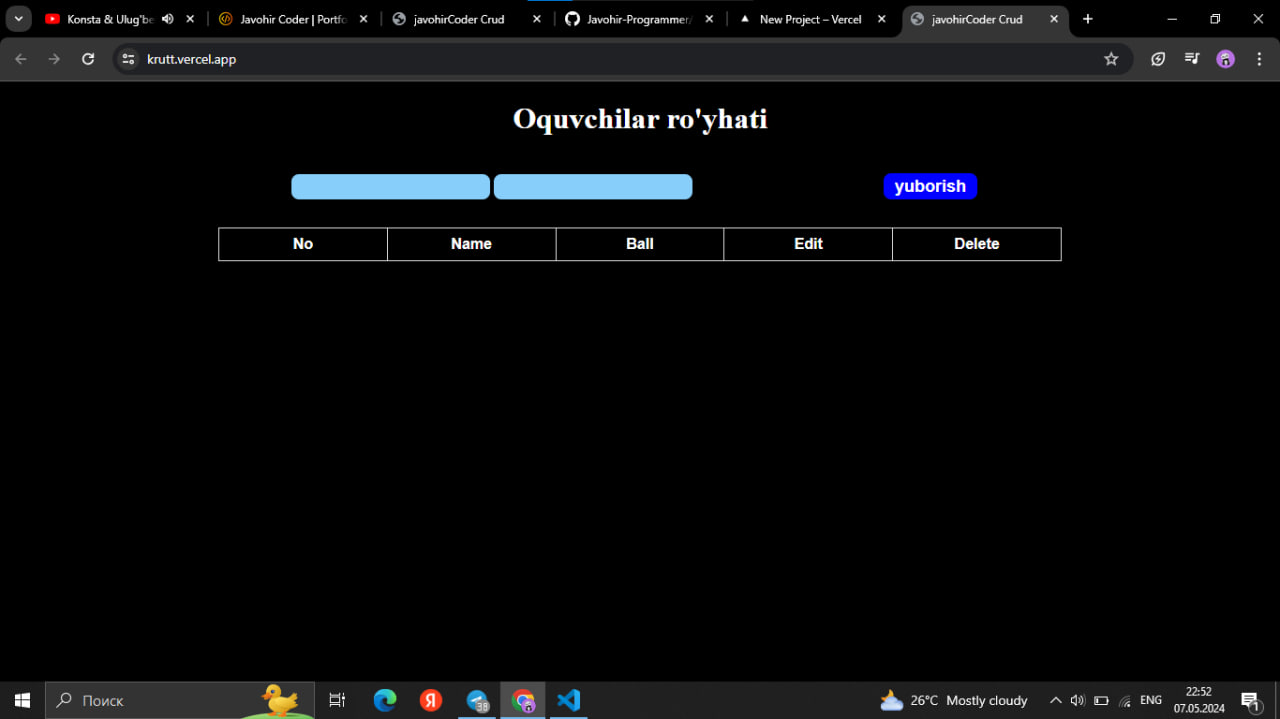 Konsta & Ulug'be
Javohir Coder | Portfo
javohirCoder Crud
Javohir-Programmer/
New Project – Vercel
javohirCoder Crud
krutt.vercel.app
Oquvchilar ro'yhati
yuborish
No Name Ball Edit Delete
Поиск
38
26°C Mostly cloudy
ENG
22:52
07.05.2024
1